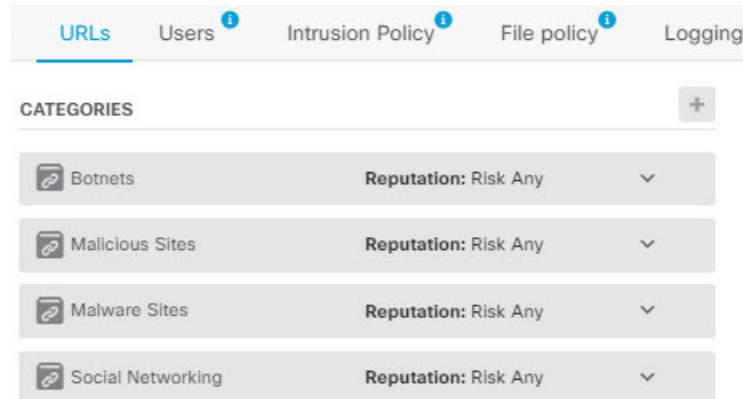 URLs Users Intrusion Policy File policy Logging
CATEGORIES
Botnets Reputation: Risk Any
Malicious Sites Reputation: Risk Any
Malware Sites Reputation: Risk Any
Social Networking Reputation: Risk Any